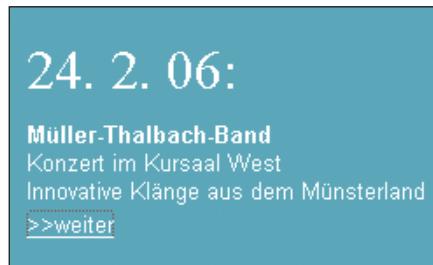 24. 2. 06:
Müller-Thalbach-Band
Konzert im Kursaal West
Innovative Klänge aus dem Münsterland
>>weiter